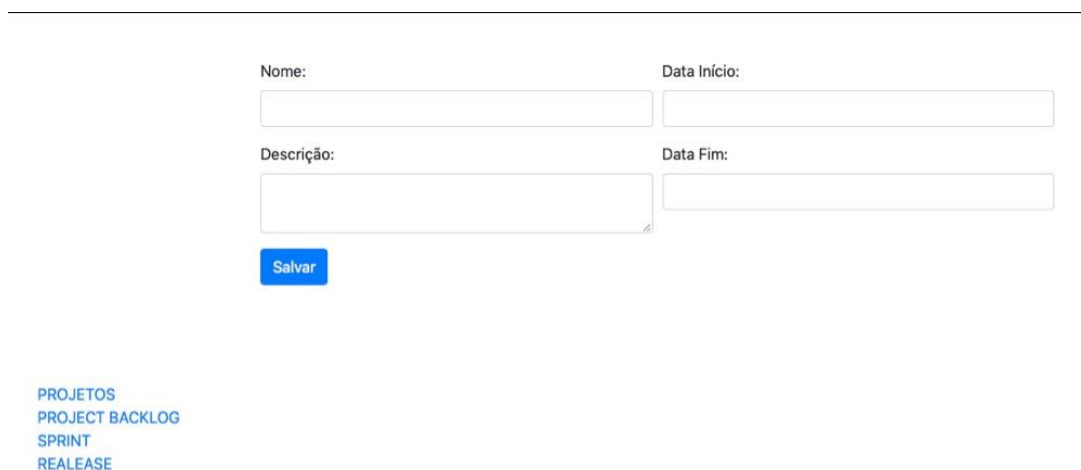 Nome: Data Início:
Descrição: Data Fim:
Salvar
PROJETOS
PROJECT BACKLOG
SPRINT
REALEASE